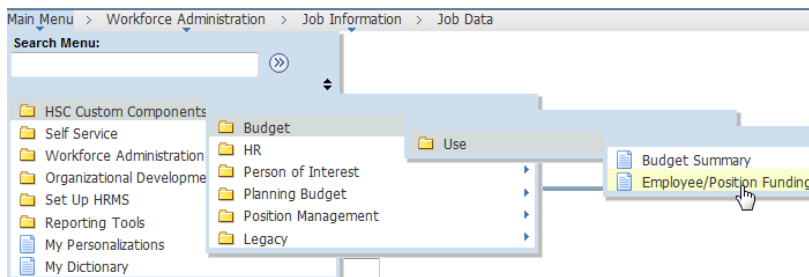 Main Menu > Workforce Administration > Job Information > Job Data
Search Menu:
HSC Custom Components
Self Service
Workforce Administration
Organizational Developme
Set Up HRMS
Reporting Tools
My Personalizations
My Dictionary
Budget
HR
Person of Interest
Planning Budget
Position Management
Legacy
Use
Budget Summary
Employee/Position Funding